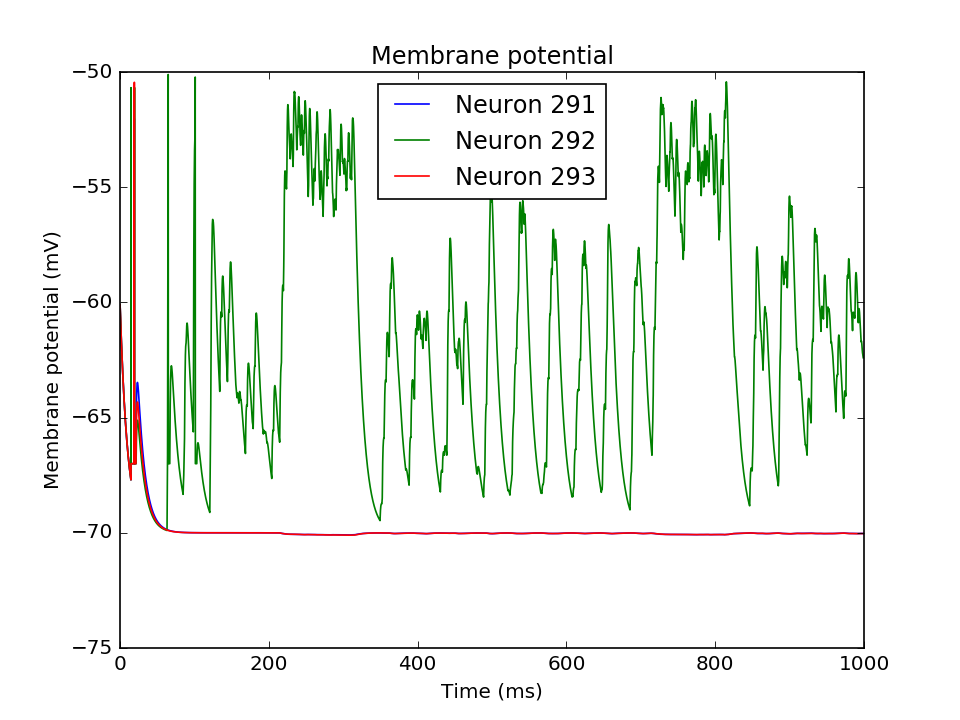 Membrane potential
Neuron 291
Neuron 292
Neuron 293
Membrane potential (mV)
−50
−55
−60
−65
−70
−75
0 200 400 600 800 1000
Time (ms)